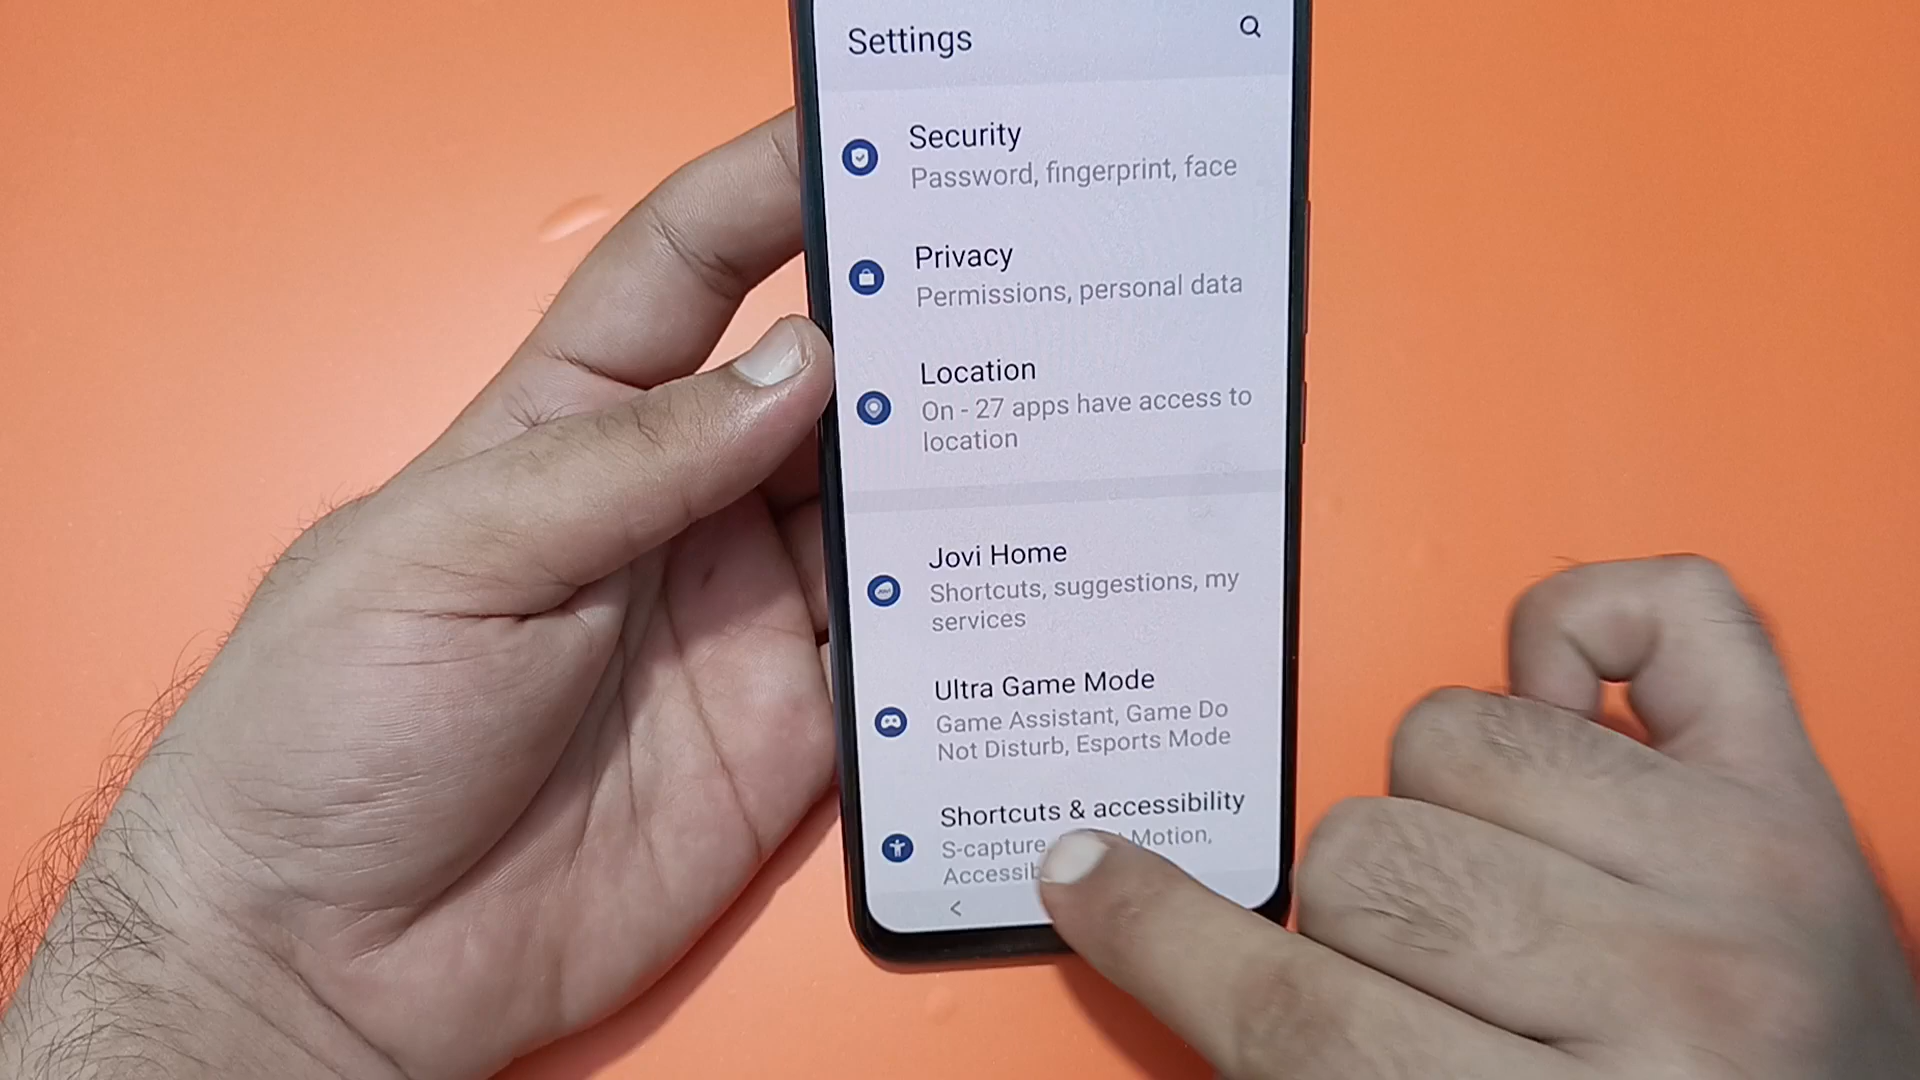 Settings
Security
Password, fingerprint, face
Privacy
Permissions, personal data
Location
On - 27 apps have access to
location
Jovi Home
Shortcuts, suggestions, my
services
Ultra Game Mode
Game Assistant, Game Do
Not Disturb, Esports Mode
Shortcuts & accessibility
S-capture, Motion,